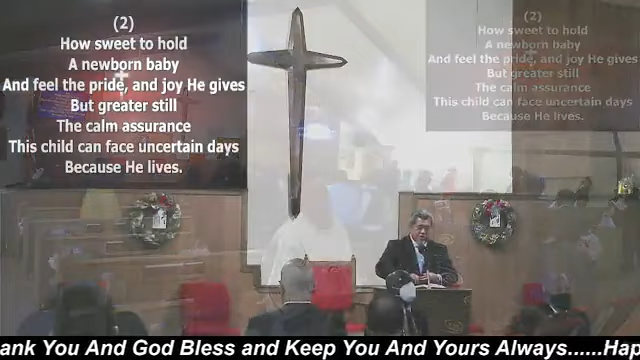 (2)
How sweet to hold
A newborn baby
And feel the pride, and joy He gives
But greater still
The calm assurance
This child can face uncertain days
Because He lives.
(2)
How sweet to hold
A newborn baby
And feel the pride, and joy He gives
But greater still
The calm assurance
This child can face uncertain days
Because He lives.
ank You And God Bless and Keep You And Yours Always......Hap